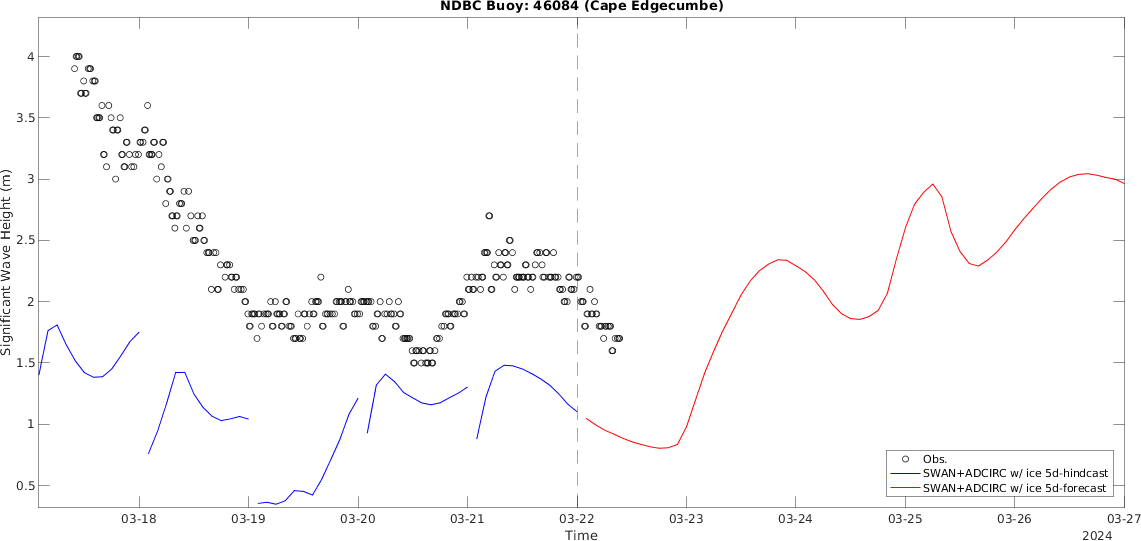 NDBC Buoy: 46084 (Cape Edgecumbe)
Significant Wave Height (m)
4
3.5
3
2.5
2
1.5
1
0.5
Obs.
SWAN+ADCIRC w/ ice 5d-hindcast
SWAN+ADCIRC w/ ice 5d-forecast
03-18 03-19 03-20 03-21 03-22 03-23 03-24 03-25 03-26 03-27
Time
2024